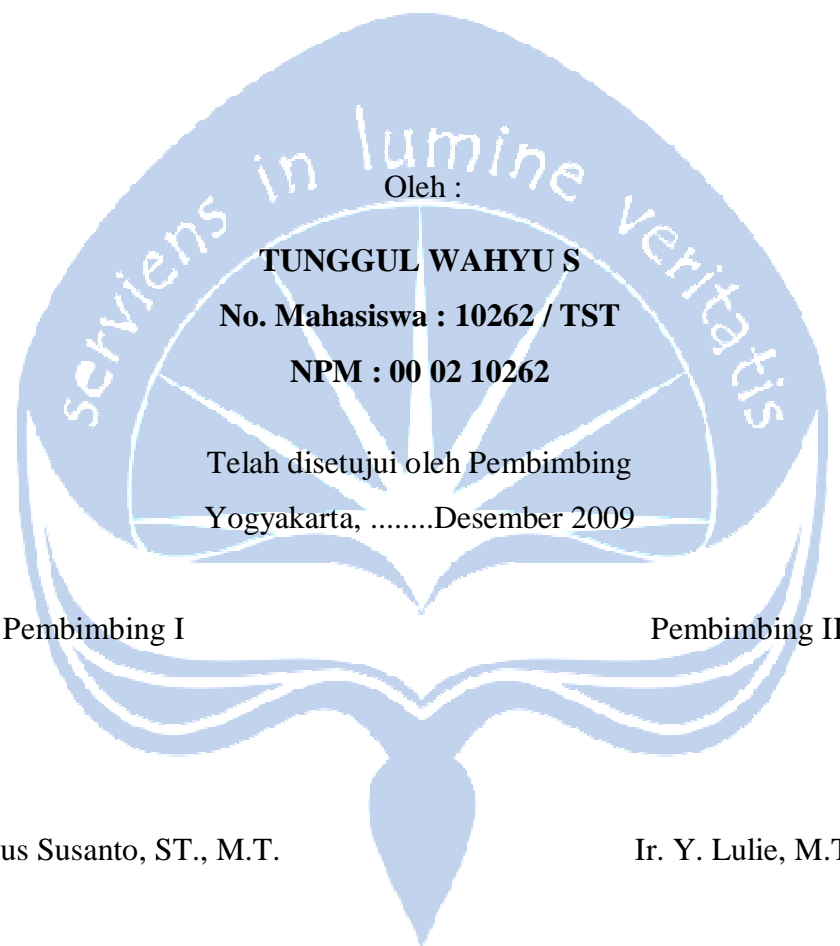 serviens in lumine veritatis
Oleh :
TUNGGUL WAHYU S
No. Mahasiswa : 10262 / TST
NPM : 00 02 10262
Telah disetujui oleh Pembimbing
Yogyakarta, ........Desember 2009
Pembimbing I Pembimbing II
Susanto, ST., M.T. Ir. Y. Lulie, M.T